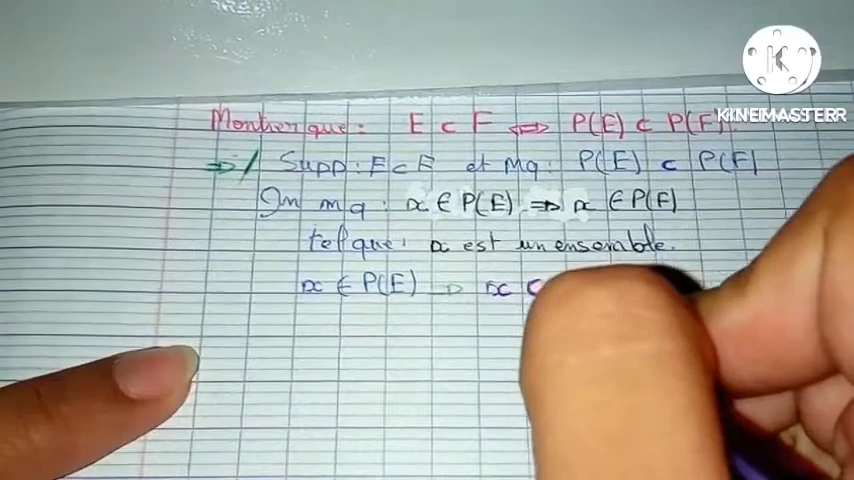 KINEMASTERR
Montrer que : E ⊂ F ⟺ P(E) ⊂ P(F).
⇒ / Supp : E⊂F et Mq : P(E) ⊂ P(F)
On mq : x ∈ P(E) ⟹ x ∈ P(F)
tel que : x est un ensemble.
x ∈ P(E) ⇒ x ⊂